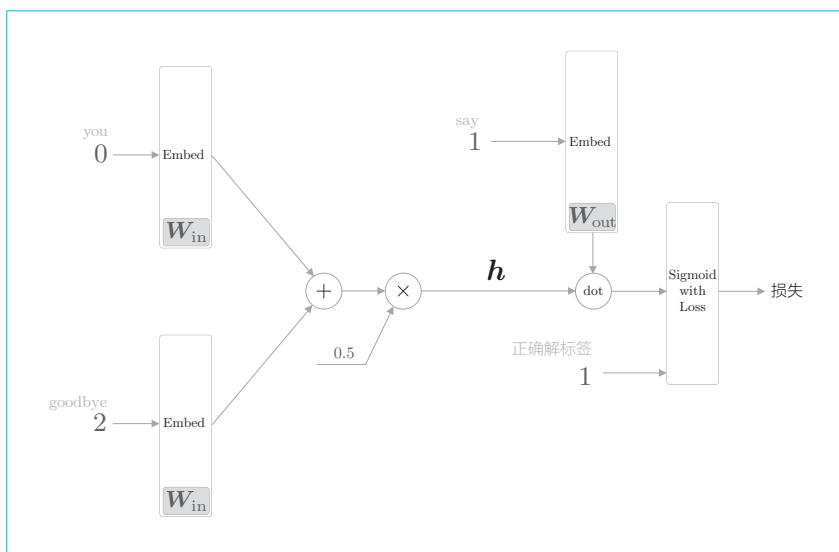 you
0
Embed
W_in
say
1
Embed
W_out
+
×
0.5
h
dot
Sigmoid
with
Loss
损失
正确解标签
1
goodbye
2
Embed
W_in